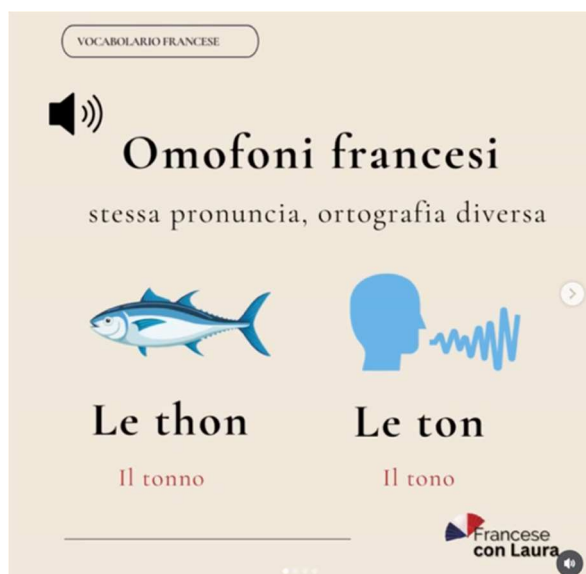 VOCABOLARIO FRANCESE
Omofoni francesi
stessa pronuncia, ortografia diversa
Le thon
Le ton
Il tonno
Il tono
Francese
con Laura